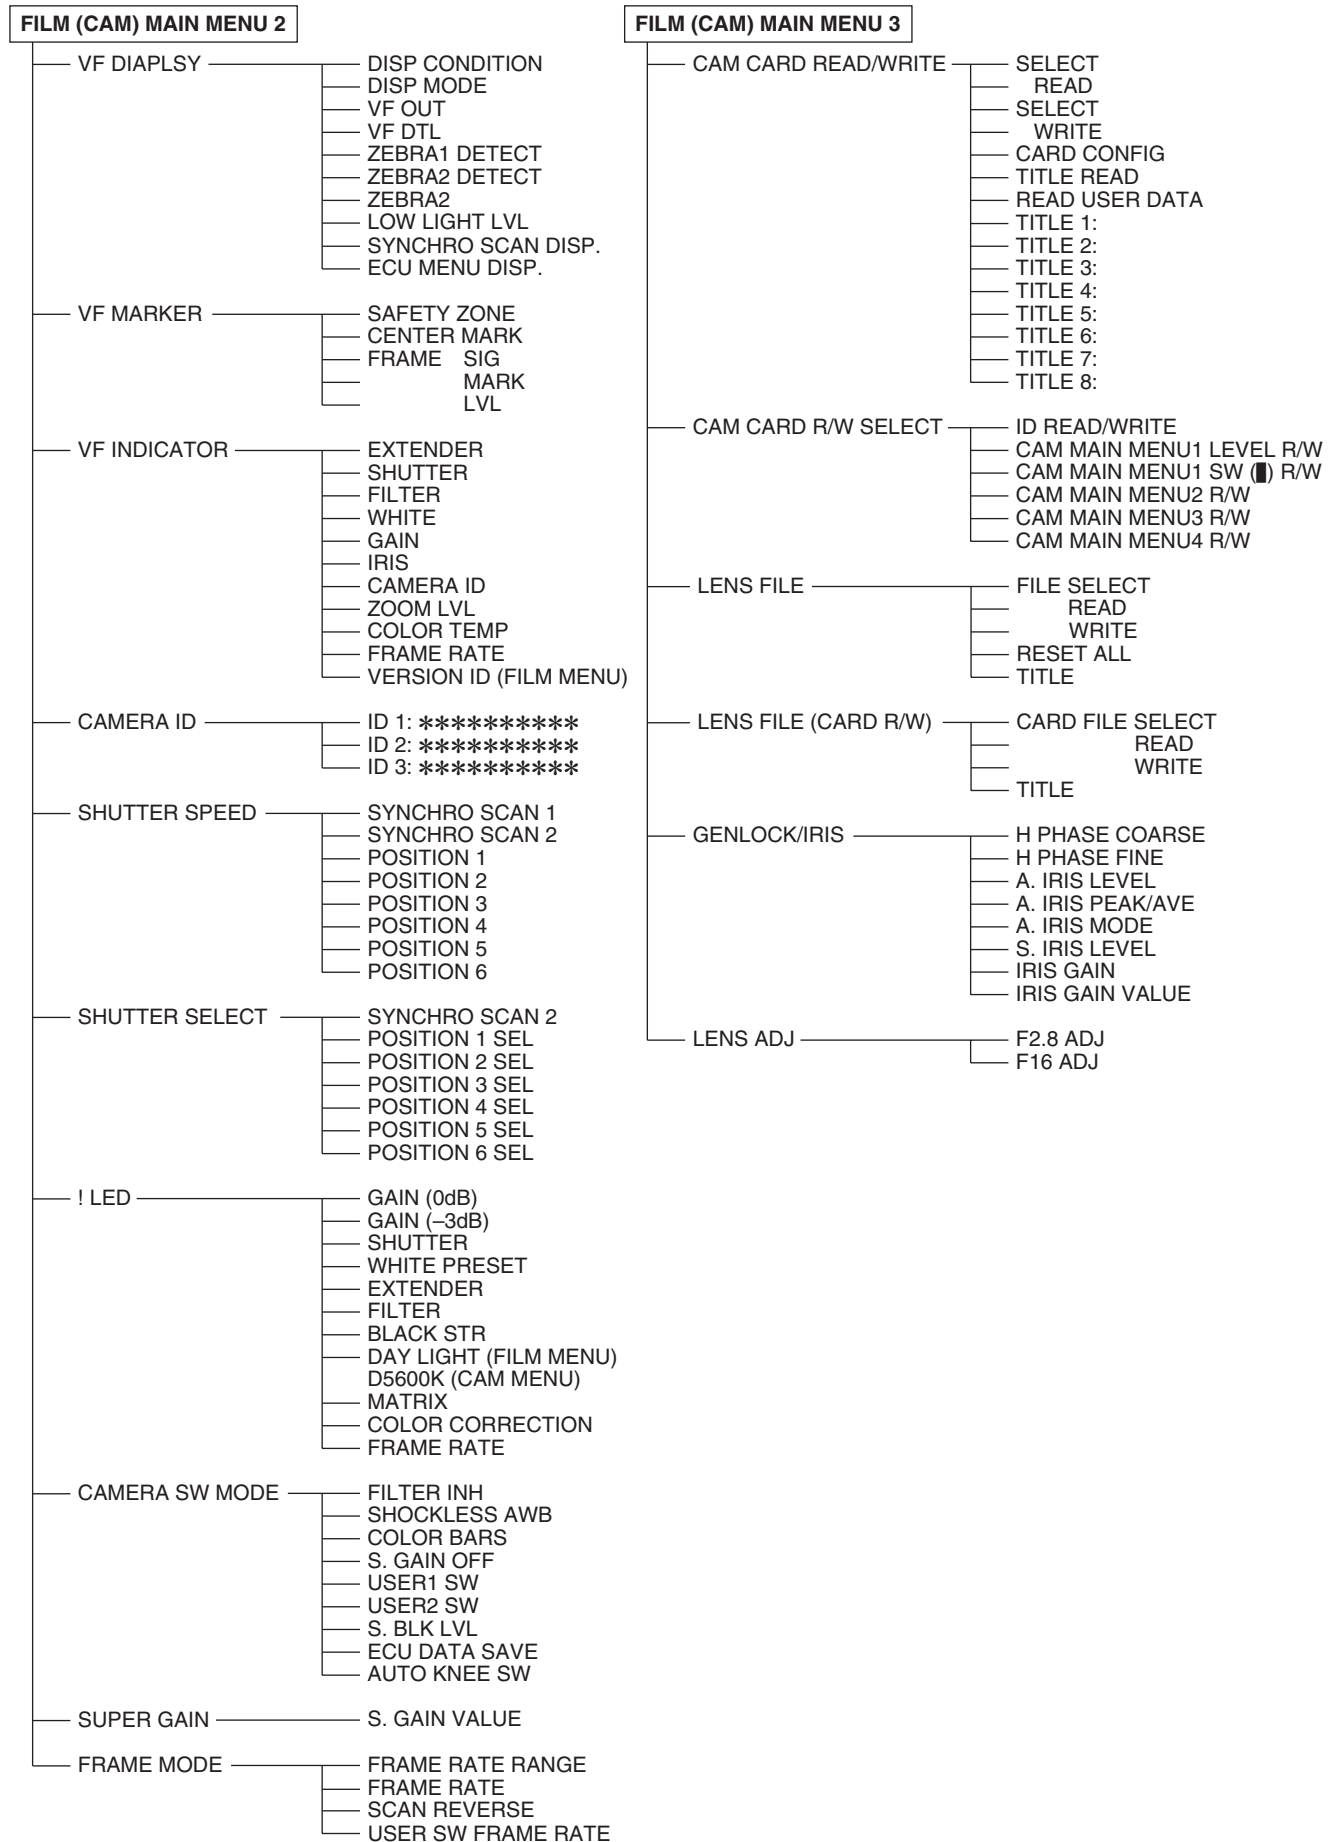 FILM (CAM) MAIN MENU 2
VF DIAPLSY
DISP CONDITION
DISP MODE
VF OUT
VF DTL
ZEBRA1 DETECT
ZEBRA2 DETECT
ZEBRA2
LOW LIGHT LVL
SYNCHRO SCAN DISP.
ECU MENU DISP.
VF MARKER
SAFETY ZONE
CENTER MARK
FRAME SIG
MARK
LVL
VF INDICATOR
EXTENDER
SHUTTER
FILTER
WHITE
GAIN
IRIS
CAMERA ID
ZOOM LVL
COLOR TEMP
FRAME RATE
VERSION ID (FILM MENU)
CAMERA ID
ID 1: **********
ID 2: **********
ID 3: **********
SHUTTER SPEED
SYNCHRO SCAN 1
SYNCHRO SCAN 2
POSITION 1
POSITION 2
POSITION 3
POSITION 4
POSITION 5
POSITION 6
SHUTTER SELECT
SYNCHRO SCAN 2
POSITION 1 SEL
POSITION 2 SEL
POSITION 3 SEL
POSITION 4 SEL
POSITION 5 SEL
POSITION 6 SEL
! LED
GAIN (0dB)
GAIN (–3dB)
SHUTTER
WHITE PRESET
EXTENDER
FILTER
BLACK STR
DAY LIGHT (FILM MENU)
D5600K (CAM MENU)
MATRIX
COLOR CORRECTION
FRAME RATE
CAMERA SW MODE
FILTER INH
SHOCKLESS AWB
COLOR BARS
S. GAIN OFF
USER1 SW
USER2 SW
S. BLK LVL
ECU DATA SAVE
AUTO KNEE SW
SUPER GAIN
S. GAIN VALUE
FRAME MODE
FRAME RATE RANGE
FRAME RATE
SCAN REVERSE
USER SW FRAME RATE
FILM (CAM) MAIN MENU 3
CAM CARD READ/WRITE
SELECT
READ
SELECT
WRITE
CARD CONFIG
TITLE READ
READ USER DATA
TITLE 1:
TITLE 2:
TITLE 3:
TITLE 4:
TITLE 5:
TITLE 6:
TITLE 7:
TITLE 8:
CAM CARD R/W SELECT
ID READ/WRITE
CAM MAIN MENU1 LEVEL R/W
CAM MAIN MENU1 SW (▮) R/W
CAM MAIN MENU2 R/W
CAM MAIN MENU3 R/W
CAM MAIN MENU4 R/W
LENS FILE
FILE SELECT
READ
WRITE
RESET ALL
TITLE
LENS FILE (CARD R/W)
CARD FILE SELECT
READ
WRITE
TITLE
GENLOCK/IRIS
H PHASE COARSE
H PHASE FINE
A. IRIS LEVEL
A. IRIS PEAK/AVE
A. IRIS MODE
S. IRIS LEVEL
IRIS GAIN
IRIS GAIN VALUE
LENS ADJ
F2.8 ADJ
F16 ADJ